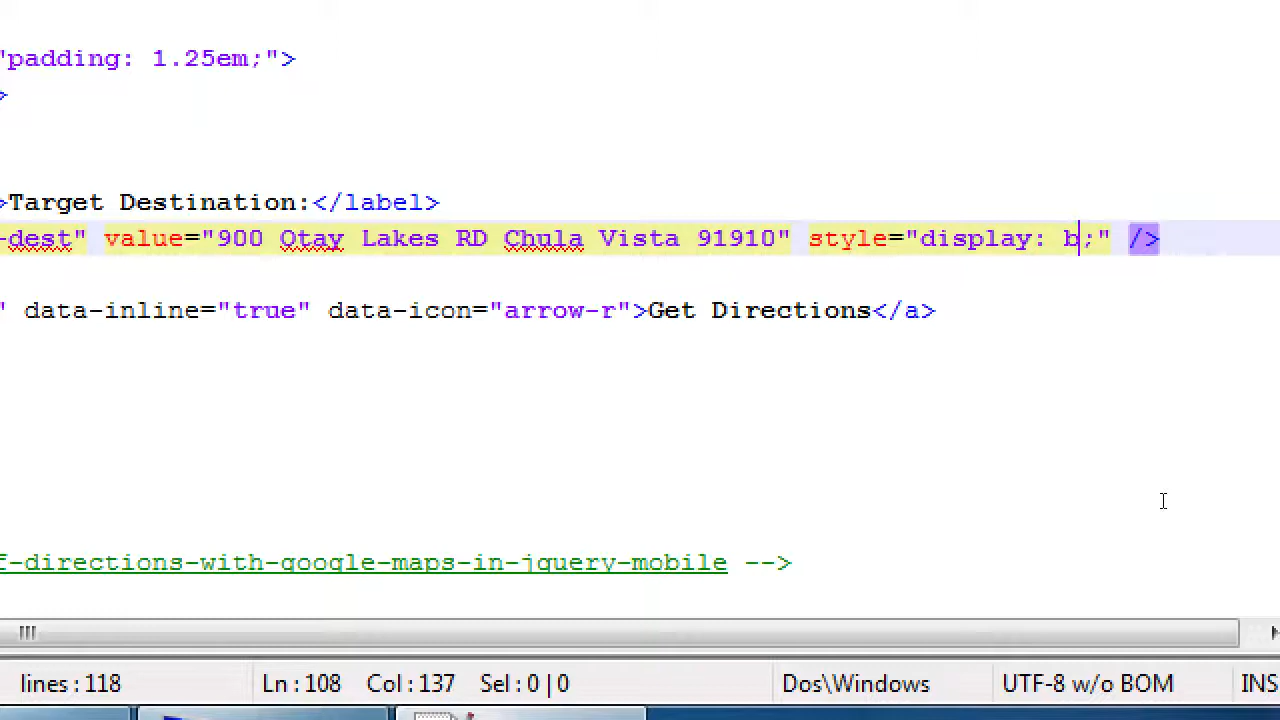 "padding: 1.25em;">
>
>Target Destination:</label>
-dest" value="900 Otay Lakes RD Chula Vista 91910" style="display: b;" />
" data-inline="true" data-icon="arrow-r">Get Directions</a>
f-directions-with-google-maps-in-jquery-mobile -->
lines : 118 Ln : 108 Col : 137 Sel : 0 | 0 Dos\Windows UTF-8 w/o BOM INS